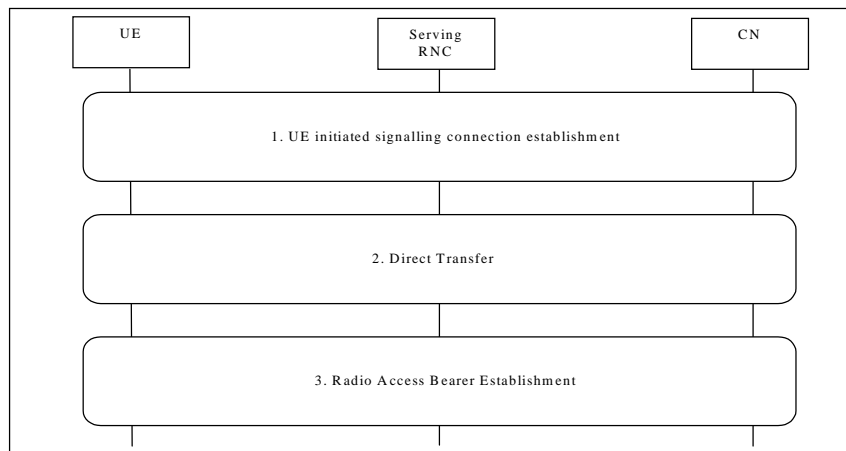 UE
Serving
RNC
CN
1. UE initiated signalling connection establishment
2. Direct Transfer
3. Radio Access Bearer Establishment